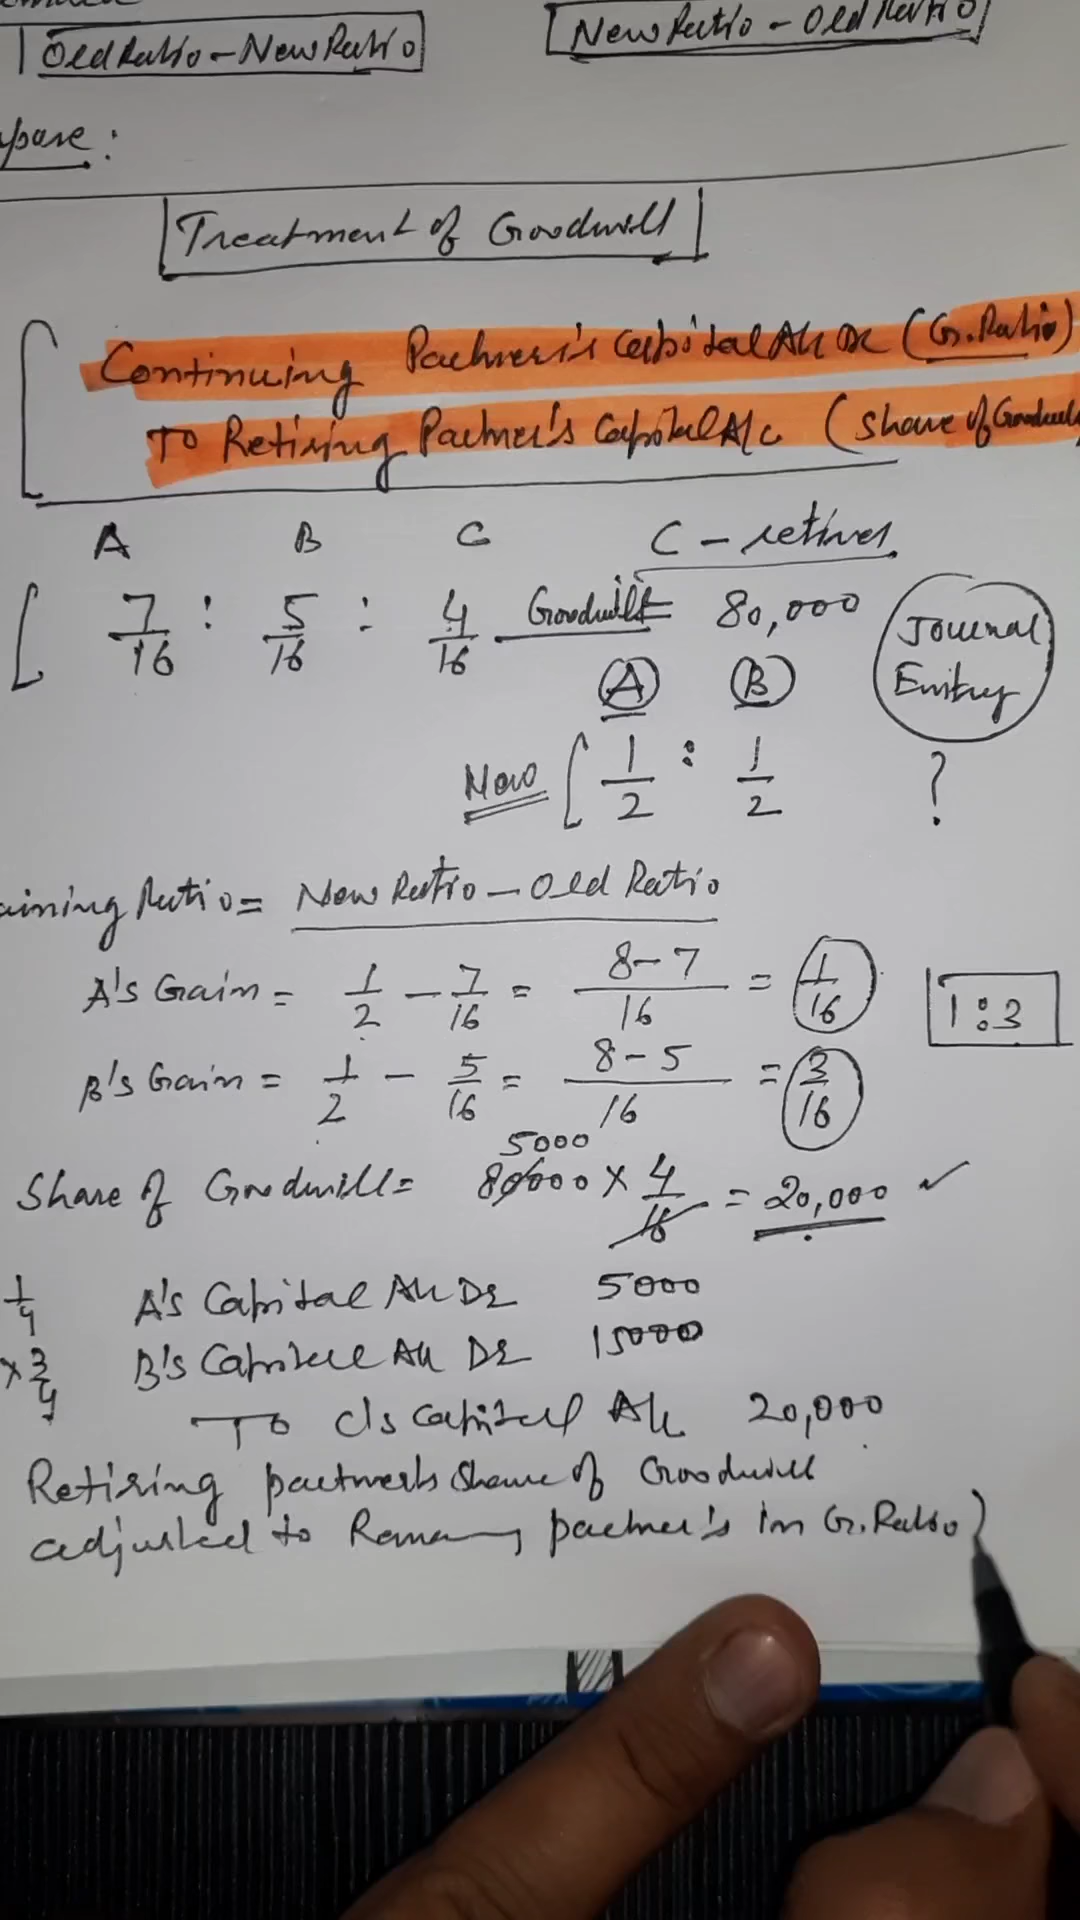 Old Ratio - New Ratio
New Ratio - Old Ratio
pare :
Treatment of Goodwill
Continuing Partner's Capital A/c Dr (G. Ratio)
To Retiring Partner's Capital A/c (Share of Goodwill
A B C
C - retires
7/16 : 5/16 : 4/16
Goodwill = 80,000
Journal
Entry
?
A B
New [ 1/2 : 1/2
aining Ratio = New Ratio - Old Ratio
A's Gain = 1/2 - 7/16 = 8-7/16 = 1/16
1:3
B's Gain = 1/2 - 5/16 = 8-5/16 = 3/16
5000
Share of Goodwill = 80000 × 4/16 = 20,000 ✓
1/4 A's Capital A/c Dr 5000
× 3/4 B's Capital A/c Dr 15000
To C's Capital A/c 20,000
Retiring partner's share of Goodwill
adjusted to partner's in G. Ratio)